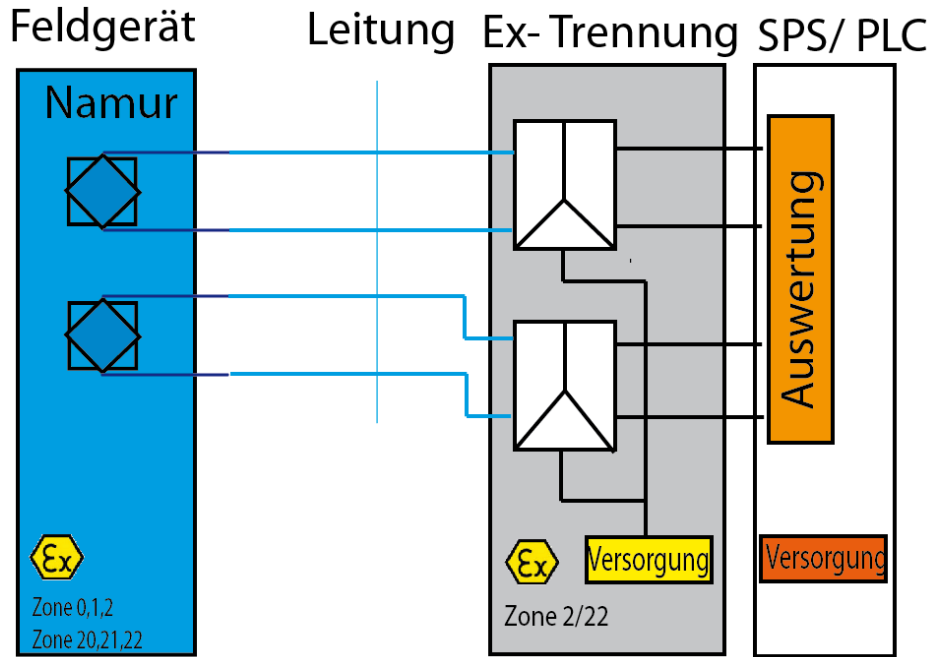 Feldgerät
Leitung
Ex- Trennung
SPS/ PLC
Namur
Auswertung
Ex
Zone 0,1,2
Zone 20,21,22
Ex
Versorgung
Zone 2/22
Versorgung